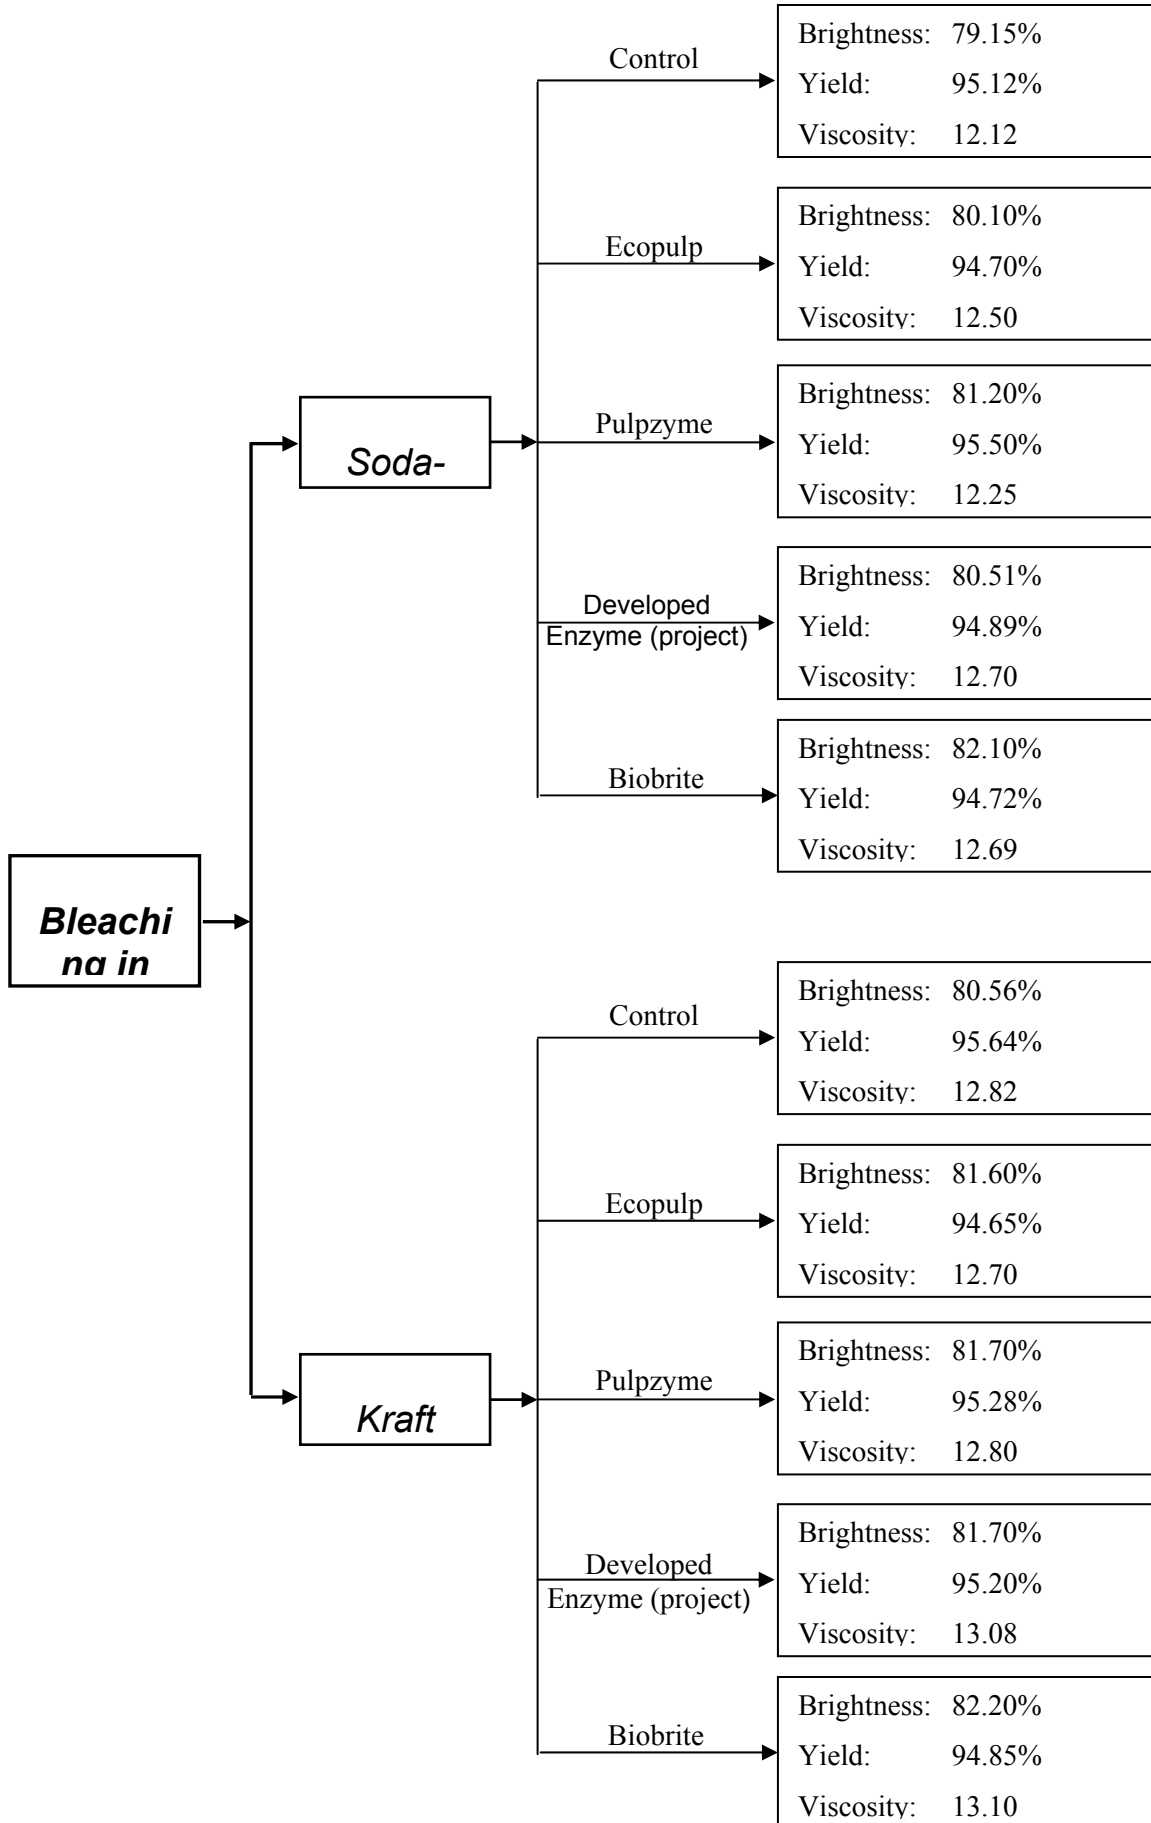 Control
Brightness: 79.15%
Yield: 95.12%
Viscosity: 12.12
Ecopulp
Brightness: 80.10%
Yield: 94.70%
Viscosity: 12.50
Soda-
Pulpzyme
Brightness: 81.20%
Yield: 95.50%
Viscosity: 12.25
Developed
Enzyme (project)
Brightness: 80.51%
Yield: 94.89%
Viscosity: 12.70
Biobrite
Brightness: 82.10%
Yield: 94.72%
Viscosity: 12.69
Bleachi
ng in
Control
Brightness: 80.56%
Yield: 95.64%
Viscosity: 12.82
Ecopulp
Brightness: 81.60%
Yield: 94.65%
Viscosity: 12.70
Kraft
Pulpzyme
Brightness: 81.70%
Yield: 95.28%
Viscosity: 12.80
Developed
Enzyme (project)
Brightness: 81.70%
Yield: 95.20%
Viscosity: 13.08
Biobrite
Brightness: 82.20%
Yield: 94.85%
Viscosity: 13.10